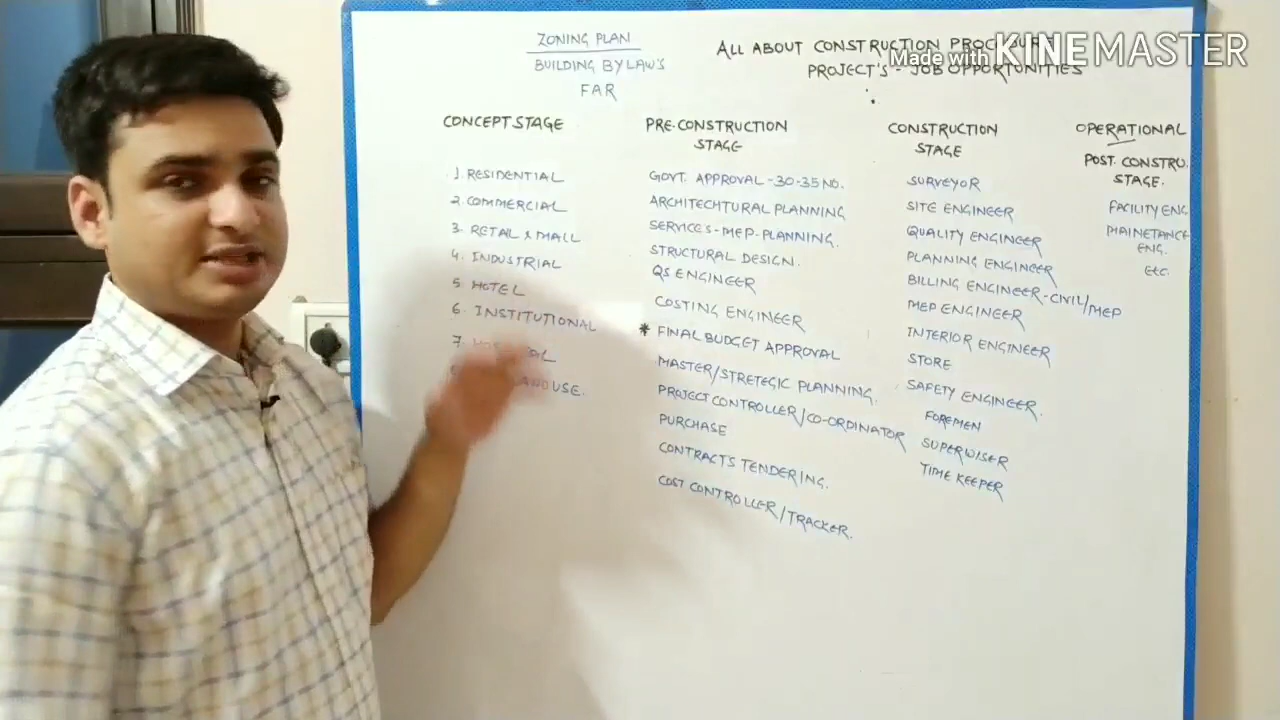 ZONING PLAN
BUILDING BYLAW'S
FAR
ALL ABOUT CONSTRUCTION
PROJECT'S - JOB OPPORTUNITIES
Made with KINEMASTER
CONCEPT STAGE
1. RESIDENTIAL
2. COMMERCIAL
3. RETAIL & MALL
4. INDUSTRIAL
5. HOTEL
6. INSTITUTIONAL
7.
PRE-CONSTRUCTION
STAGE
GOVT. APPROVAL - 30-35 NO.
ARCHITECHTURAL PLANNING
SERVICES - MEP - PLANNING.
STRUCTURAL DESIGN.
QS ENGINEER
COSTING ENGINEER
* FINAL BUDGET APPROVAL
MASTER/STRETEGIC PLANNING.
PROJECT CONTROLLER/CO-ORDINATOR
PURCHASE
CONTRACTS TENDERING.
COST CONTROLLER/TRACKER.
CONSTRUCTION
STAGE
SURVEYOR
SITE ENGINEER
QUALITY ENGINEER
PLANNING ENGINEER
BILLING ENGINEER - CIVIL/MEP
MEP ENGINEER
INTERIOR ENGINEER
STORE
SAFETY ENGINEER.
FOREMEN
SUPERWISER
TIME KEEPER
OPERATIONAL
POST. CONSTRU.
STAGE.
FACILITY ENG
MAINETANCE
ENG.
ETC.